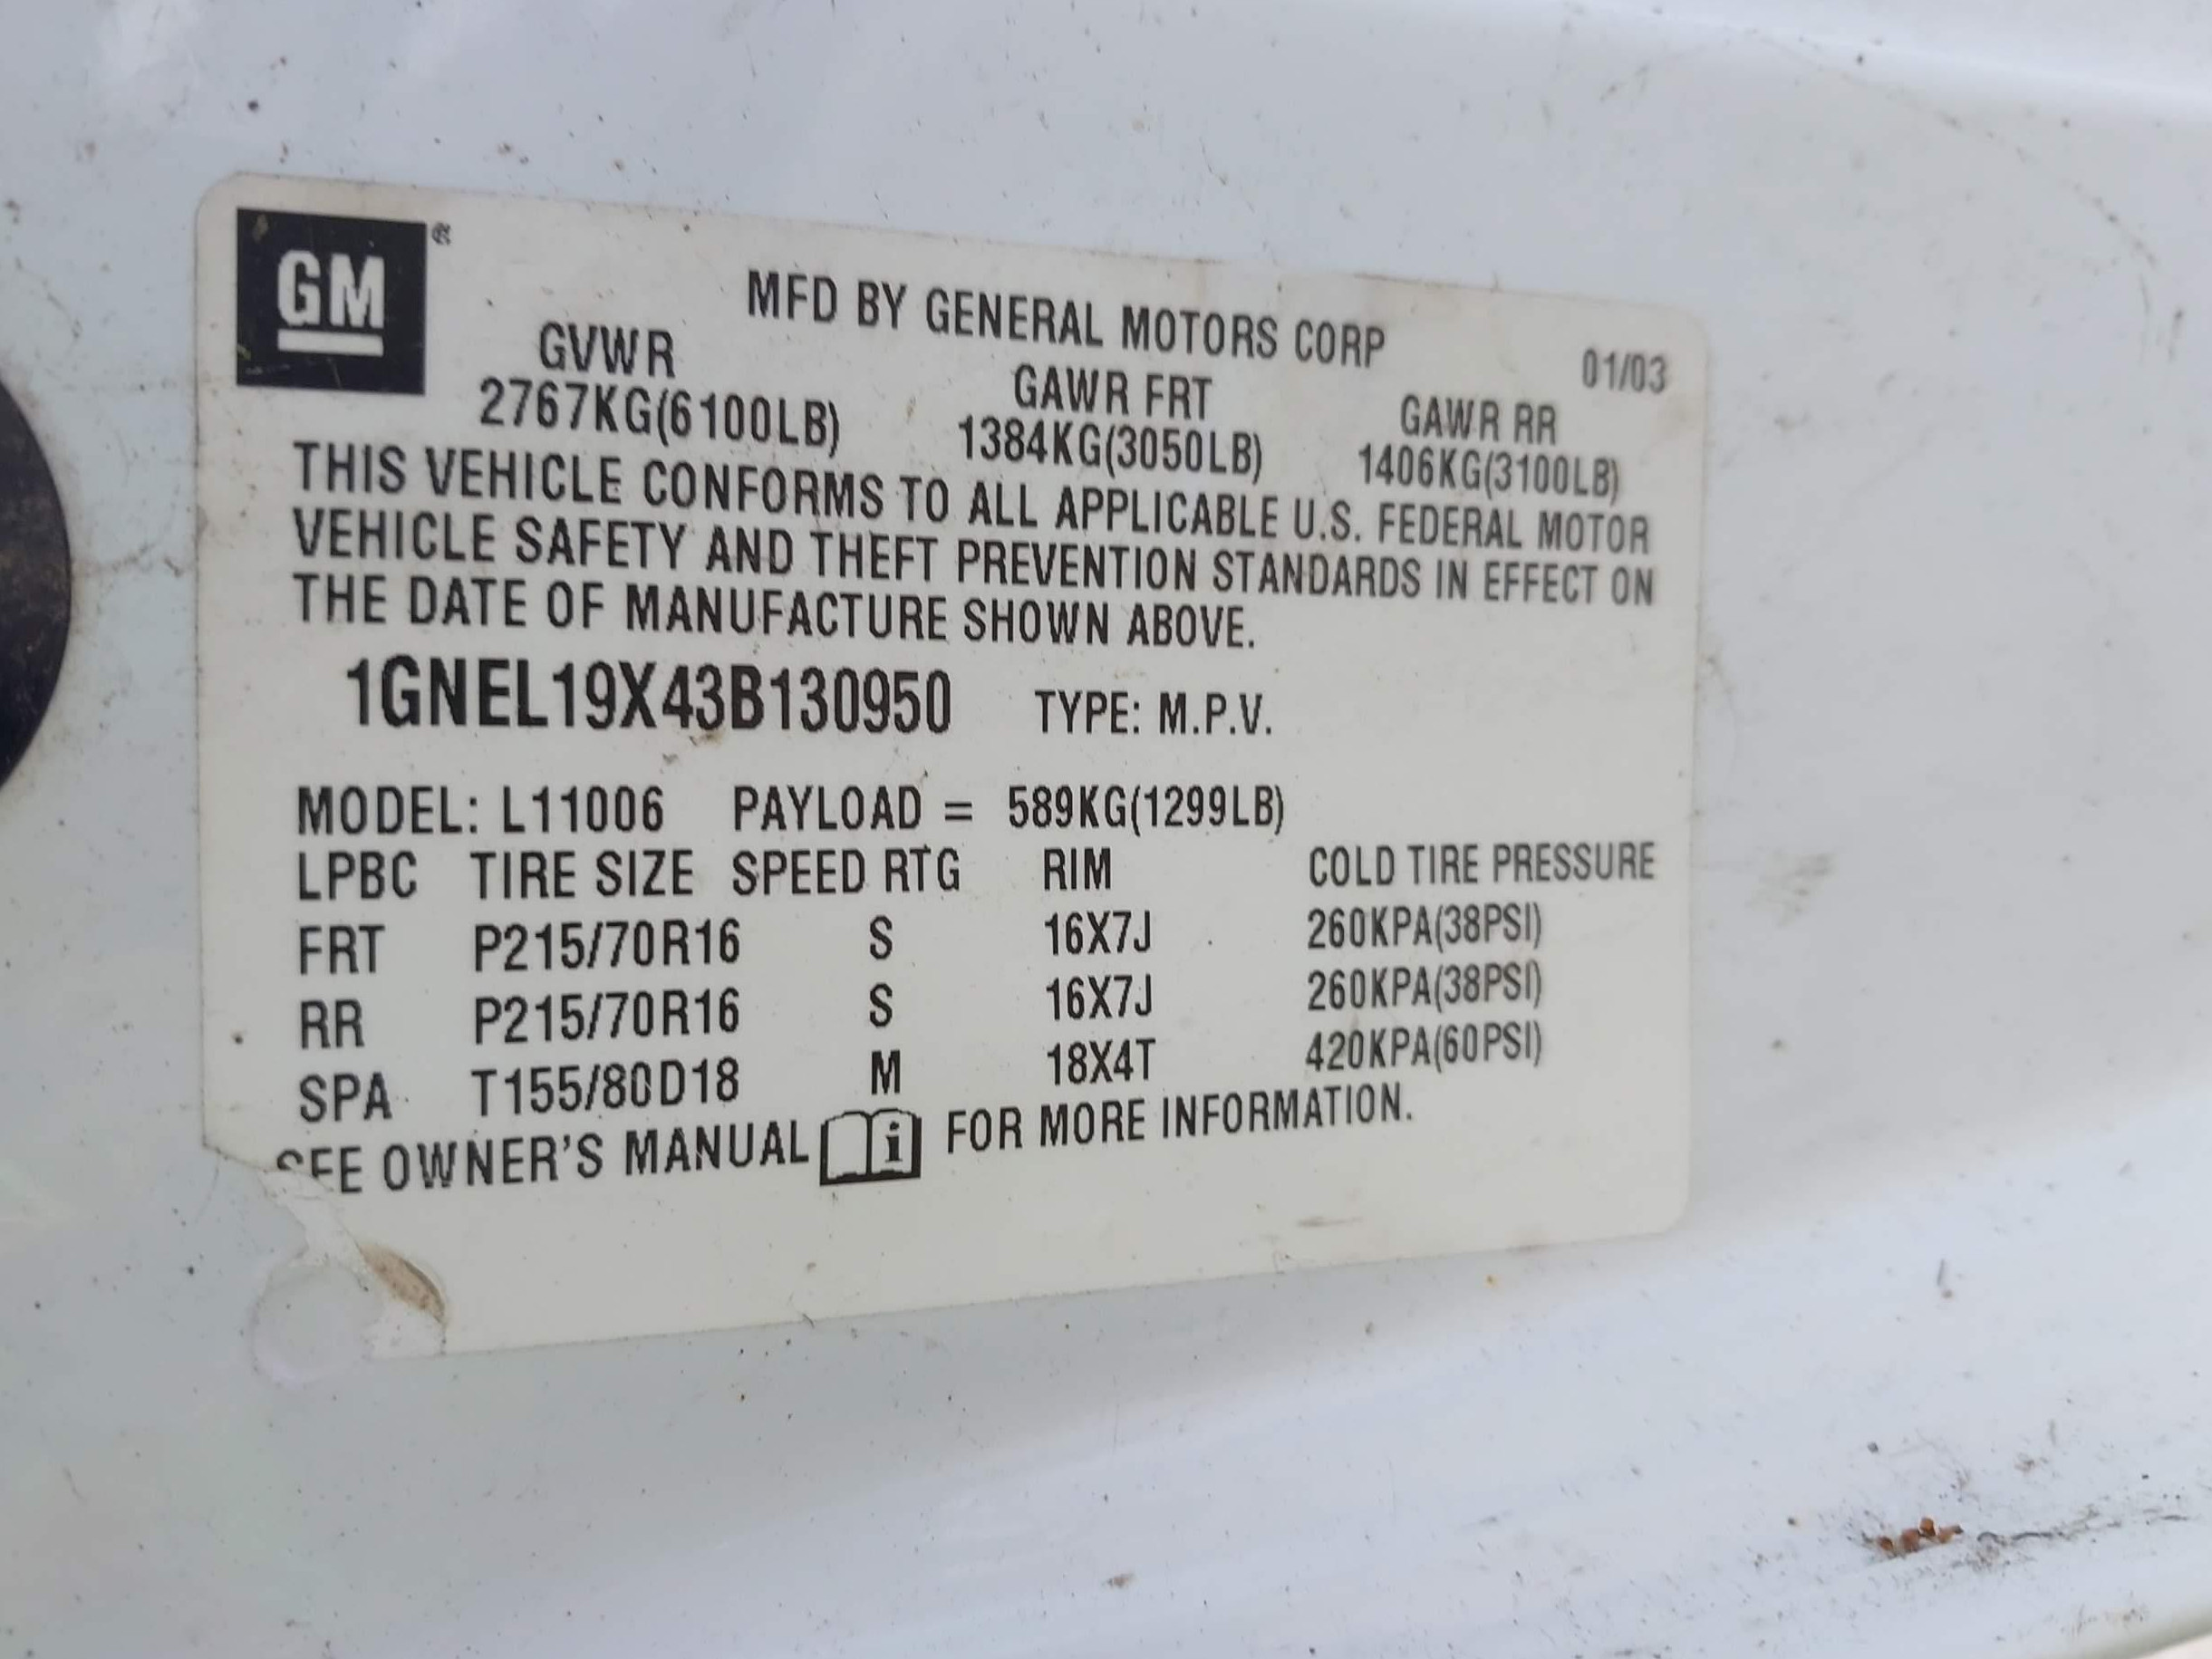 GM®
MFD BY GENERAL MOTORS CORP 01/03
GVWR GAWR FRT GAWR RR
2767KG(6100LB) 1384KG(3050LB) 1406KG(3100LB)
THIS VEHICLE CONFORMS TO ALL APPLICABLE U.S. FEDERAL MOTOR
VEHICLE SAFETY AND THEFT PREVENTION STANDARDS IN EFFECT ON
THE DATE OF MANUFACTURE SHOWN ABOVE.
1GNEL19X43B130950 TYPE: M.P.V.
MODEL: L11006 PAYLOAD = 589KG(1299LB)
LPBC TIRE SIZE SPEED RTG RIM COLD TIRE PRESSURE
FRT P215/70R16 S 16X7J 260KPA(38PSI)
RR P215/70R16 S 16X7J 260KPA(38PSI)
SPA T155/80D18 M 18X4T 420KPA(60PSI)
SEE OWNER'S MANUAL i FOR MORE INFORMATION.